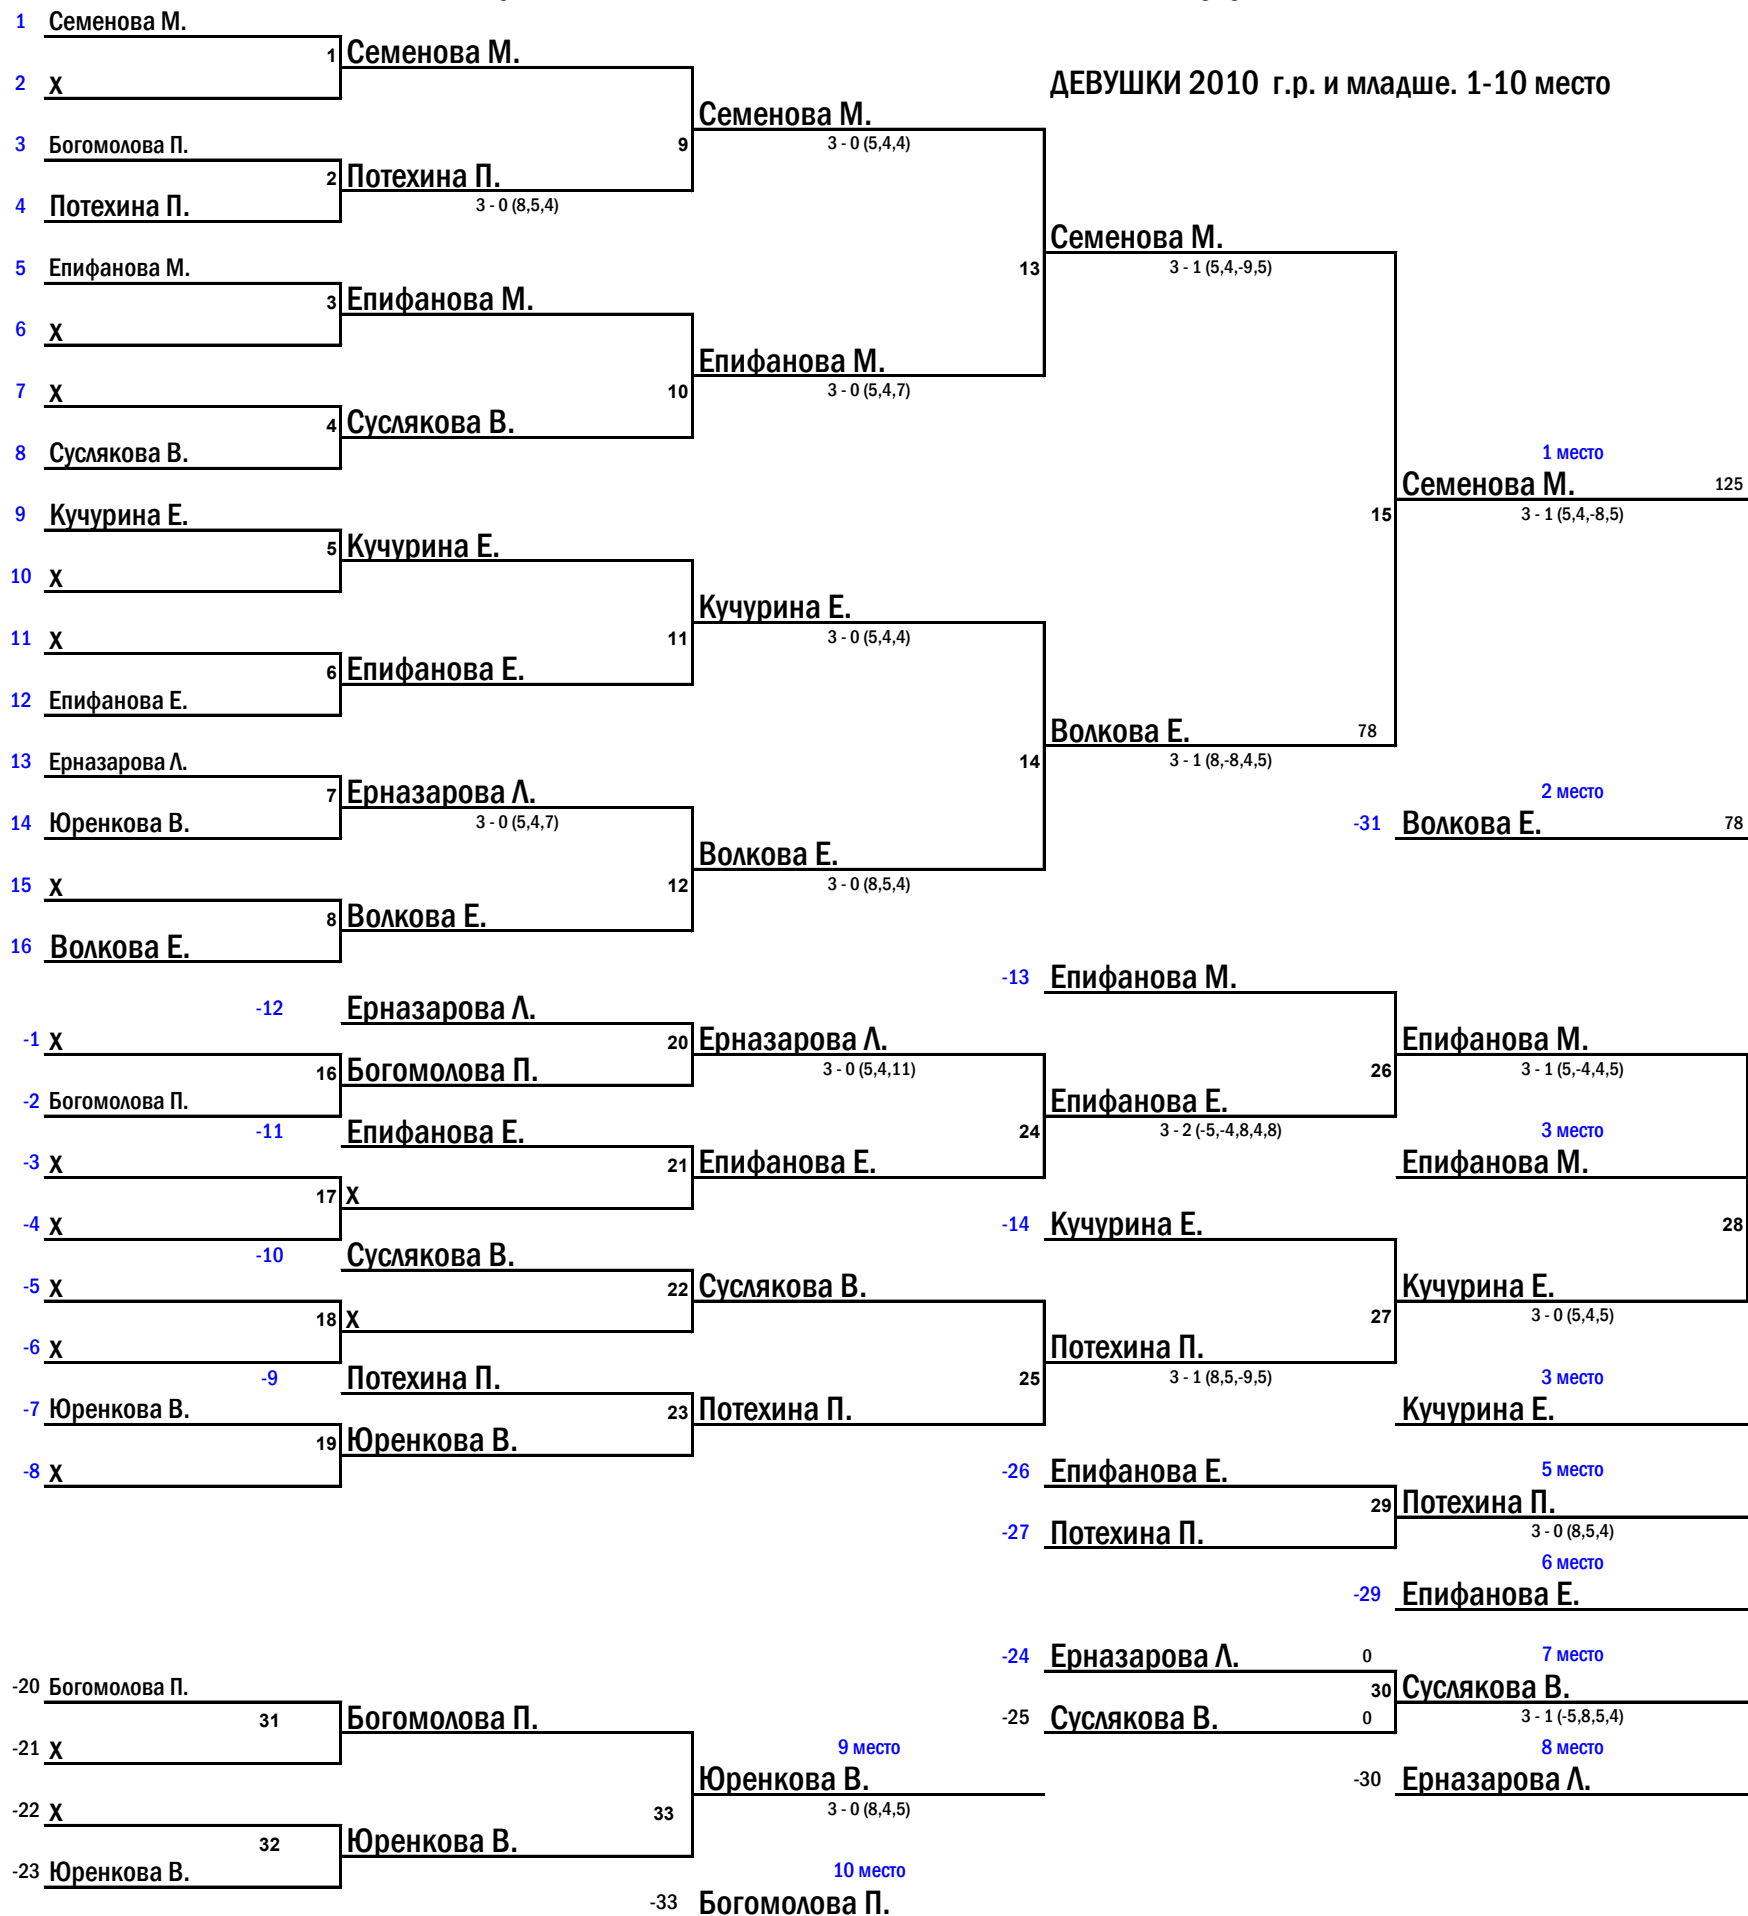 1 Семенова М.
1 Семенова М.
2 X
ДЕВУШКИ 2010 г.р. и младше. 1-10 место
Семенова М.
3 Богомолова П.
9
3 - 0 (5,4,4)
2 Потехина П.
4 Потехина П.
3 - 0 (8,5,4)
Семенова М.
5 Епифанова М.
13
3 - 1 (5,4,-9,5)
3 Епифанова М.
6 X
Епифанова М.
7 X
10
3 - 0 (5,4,7)
4 Суслякова В.
8 Суслякова В.
1 место
Семенова М. 125
9 Кучурина Е.
15
3 - 1 (5,4,-8,5)
5 Кучурина Е.
10 X
Кучурина Е.
11 X
11
3 - 0 (5,4,4)
6 Епифанова Е.
12 Епифанова Е.
Волкова Е. 78
13 Ерназарова Л.
14
3 - 1 (8,-8,4,5)
7 Ерназарова Л.
2 место
14 Юренкова В.
3 - 0 (5,4,7)
-31 Волкова Е. 78
Волкова Е.
15 X
12
3 - 0 (8,5,4)
8 Волкова Е.
16 Волкова Е.
-13 Епифанова М.
-12 Ерназарова Л.
-1 X
20 Ерназарова Л.
Епифанова М.
16 Богомолова П.
3 - 0 (5,4,11)
26
3 - 1 (5,-4,4,5)
-2 Богомолова П.
Епифанова Е.
-11 Епифанова Е.
24
3 - 2 (-5,-4,8,4,8)
3 место
-3 X
21 Епифанова Е.
Епифанова М.
17 X
-4 X
-14 Кучурина Е.
28
-10 Суслякова В.
-5 X
22 Суслякова В.
Кучурина Е.
18 X
27
3 - 0 (5,4,5)
-6 X
Потехина П.
-9 Потехина П.
25
3 - 1 (8,5,-9,5)
3 место
-7 Юренкова В.
23 Потехина П.
Кучурина Е.
19 Юренкова В.
-8 X
-26 Епифанова Е.
5 место
29 Потехина П.
-27 Потехина П.
3 - 0 (8,5,4)
6 место
-29 Епифанова Е.
-24 Ерназарова Л. 0
7 место
-20 Богомолова П.
30 Суслякова В.
31 Богомолова П.
-25 Суслякова В. 0
3 - 1 (-5,8,5,4)
-21 X
9 место
8 место
Юренкова В.
-30 Ерназарова Л.
-22 X
33
3 - 0 (8,4,5)
32 Юренкова В.
-23 Юренкова В.
10 место
-33 Богомолова П.